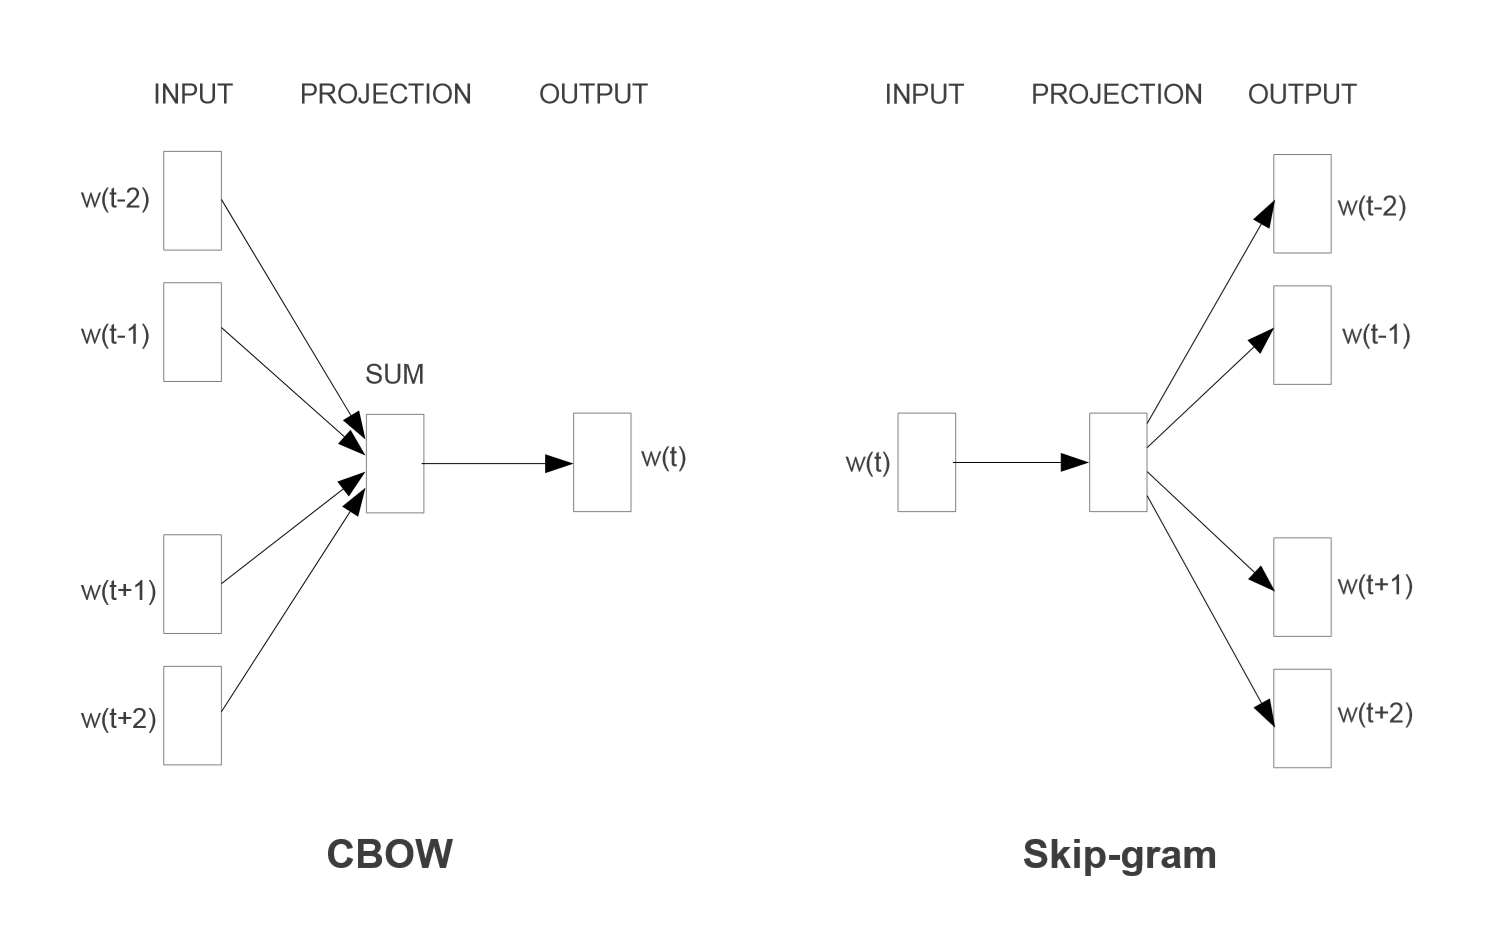 INPUT PROJECTION OUTPUT
w(t-2)
w(t-1)
SUM
w(t)
w(t+1)
w(t+2)
CBOW
INPUT PROJECTION OUTPUT
w(t-2)
w(t-1)
w(t)
w(t+1)
w(t+2)
Skip-gram